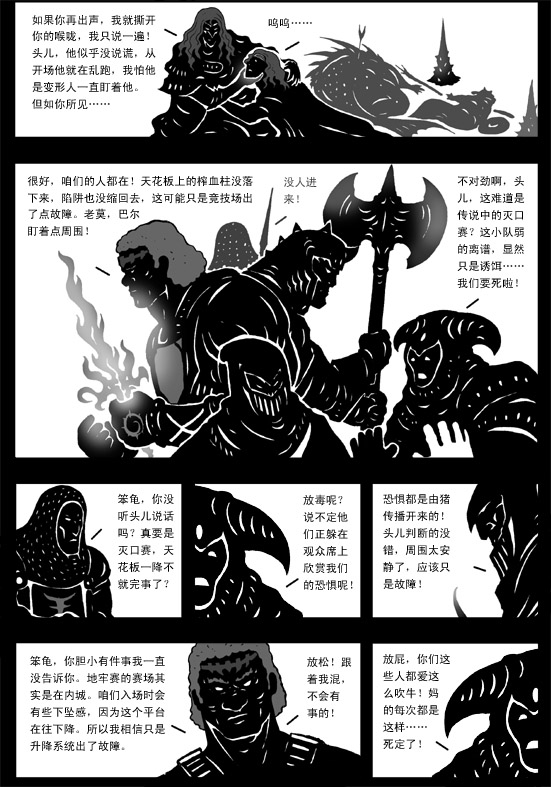 如果你再出声，我就撕开
你的喉咙，我只说一遍！
头儿，他似乎没说谎，从
开场他就在乱跑，我怕他
是变形人一直盯着他。
但如你所见……
呜呜……
很好，咱们的人都在！天花板上的榨血柱没落
下来，陷阱也没缩回去，这可能只是竞技场出
了点故障。老莫，巴尔
盯着点周围！
没人进
来！
不对劲啊，头
儿，这难道是
传说中的灭口
赛？这小队弱
的离谱，显然
只是诱饵……
我们要死啦！
笨龟，你没
听头儿说话
吗？真要是
灭口赛，天
花板一降不
就完事了？
放毒呢？
说不定他
们正躲在
观众席上
欣赏我们
的恐惧呢！
恐惧都是由猪
传播开来的！
头儿判断的没
错，周围太安
静了，应该只
是故障！
笨龟，你胆小有件事我一直
没告诉你。地牢赛的赛场其
实是在内城。咱们入场时会
有些下坠感，因为这个平台
在往下降。所以我相信只是
升降系统出了故障。
放松！跟
着我混，
不会有
事的！
放屁，你们这
些人都爱这
么吹牛！妈
的每次都是
这样……
死定了！